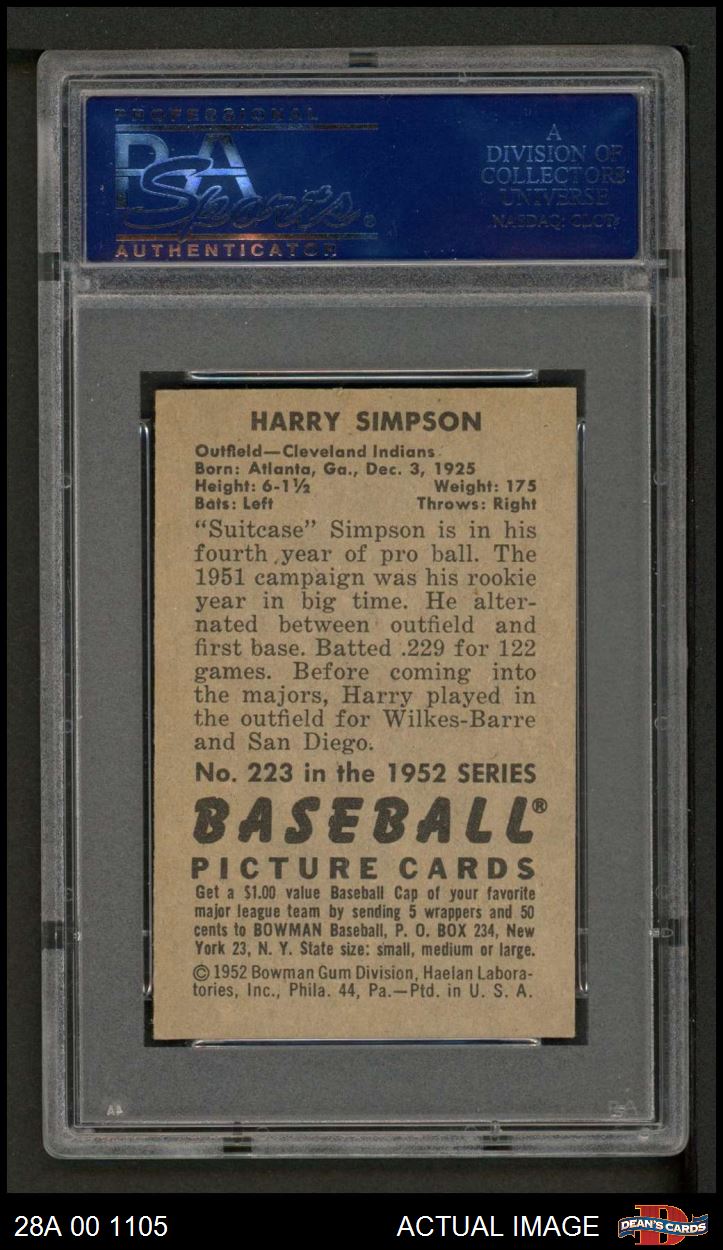 PROFESSIONAL
PSA
Sports®
AUTHENTICATOR
A
DIVISION OF
COLLECTORS
UNIVERSE
NASDAQ: CLCT
HARRY SIMPSON
Outfield—Cleveland Indians
Born: Atlanta, Ga., Dec. 3, 1925
Height: 6-1½ Weight: 175
Bats: Left Throws: Right
"Suitcase" Simpson is in his
fourth year of pro ball. The
1951 campaign was his rookie
year in big time. He alter-
nated between outfield and
first base. Batted .229 for 122
games. Before coming into
the majors, Harry played in
the outfield for Wilkes-Barre
and San Diego.
No. 223 in the 1952 SERIES
BASEBALL®
PICTURE CARDS
Get a $1.00 value Baseball Cap of your favorite
major league team by sending 5 wrappers and 50
cents to BOWMAN Baseball, P. O. BOX 234, New
York 23, N. Y. State size: small, medium or large.
© 1952 Bowman Gum Division, Haelan Labora-
tories, Inc., Phila. 44, Pa.—Ptd. in U. S. A.
PSA
28A 00 1105 ACTUAL IMAGE
DEAN'S CARDS